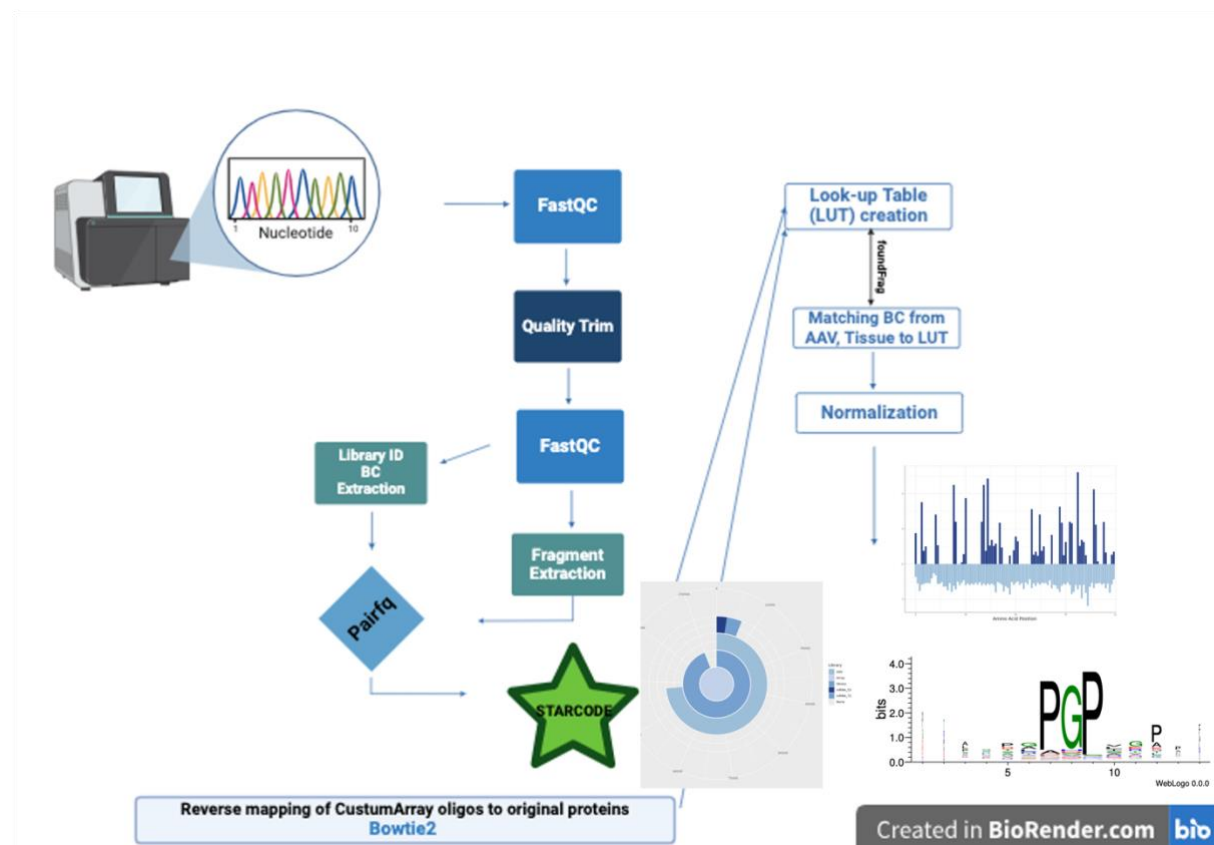 1
Nucleotide
10
FastQC
Quality Trim
FastQC
Library ID
BC
Extraction
Fragment
Extraction
Pairfq
STARCODE
Reverse mapping of CustumArray oligos to original proteins
Bowtie2
Look-up Table
(LUT) creation
foundFrag
Matching BC from
AAV, Tissue to LUT
Normalization
Amino Acid Position
bits
4.0
3.0
2.0
1.0
0.0
PGP
P
5
10
WebLogo 0.0.0
Created in BioRender.com
bio